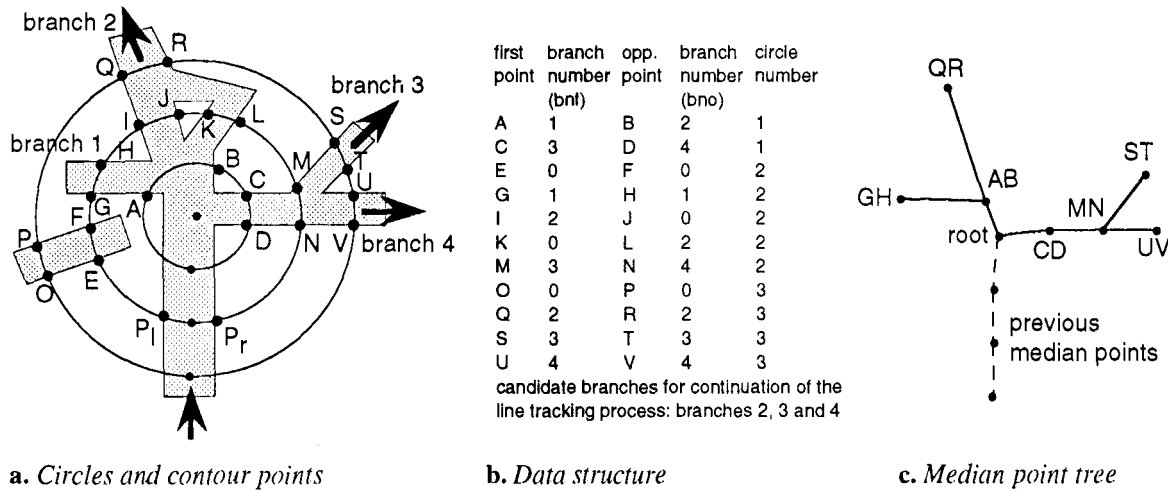 branch 2
R
Q
branch 3
J
L
S
I
K
branch 1
H
M
T
B
U
C
G
A
F
P
D
N
V
branch 4
E
O
Pl
Pr
first branch opp. branch circle
point number point number number
(bnf) (bno)
A 1 B 2 1
C 3 D 4 1
E 0 F 0 2
G 1 H 1 2
I 2 J 0 2
K 0 L 2 2
M 3 N 4 2
O 0 P 0 3
Q 2 R 2 3
S 3 T 3 3
U 4 V 4 3
candidate branches for continuation of the
line tracking process: branches 2, 3 and 4
QR
ST
AB
GH
MN
root
CD
UV
previous
median points
a. Circles and contour points
b. Data structure
c. Median point tree